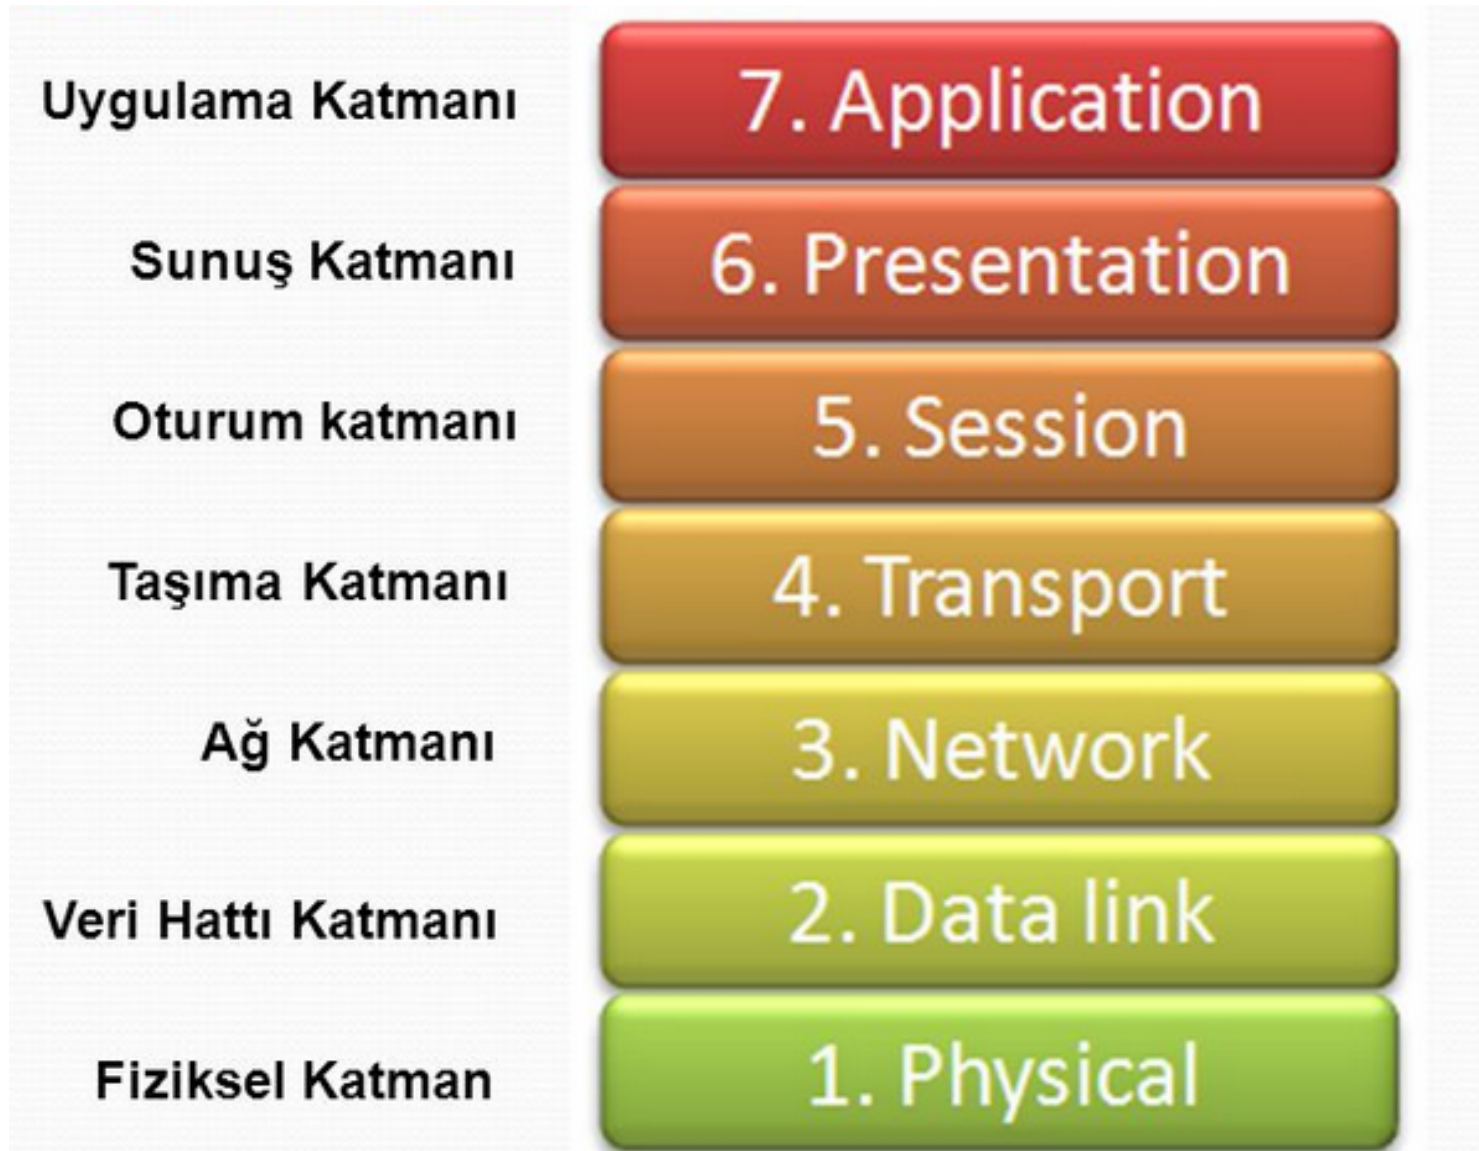 Uygulama Katmanı 7. Application
Sunuş Katmanı 6. Presentation
Oturum katmanı 5. Session
Taşıma Katmanı 4. Transport
Ağ Katmanı 3. Network
Veri Hattı Katmanı 2. Data link
Fiziksel Katman 1. Physical